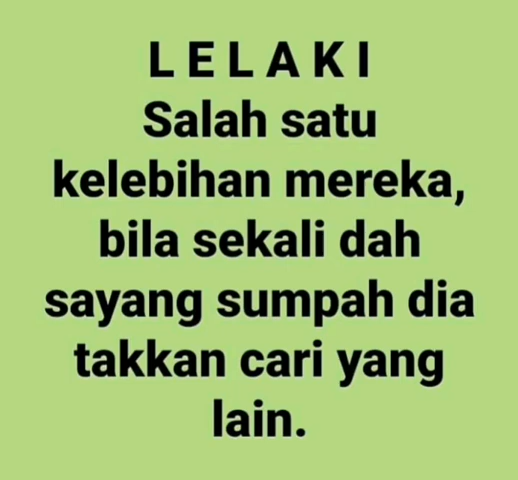 L E L A K I
Salah satu
kelebihan mereka,
bila sekali dah
sayang sumpah dia
takkan cari yang
lain.